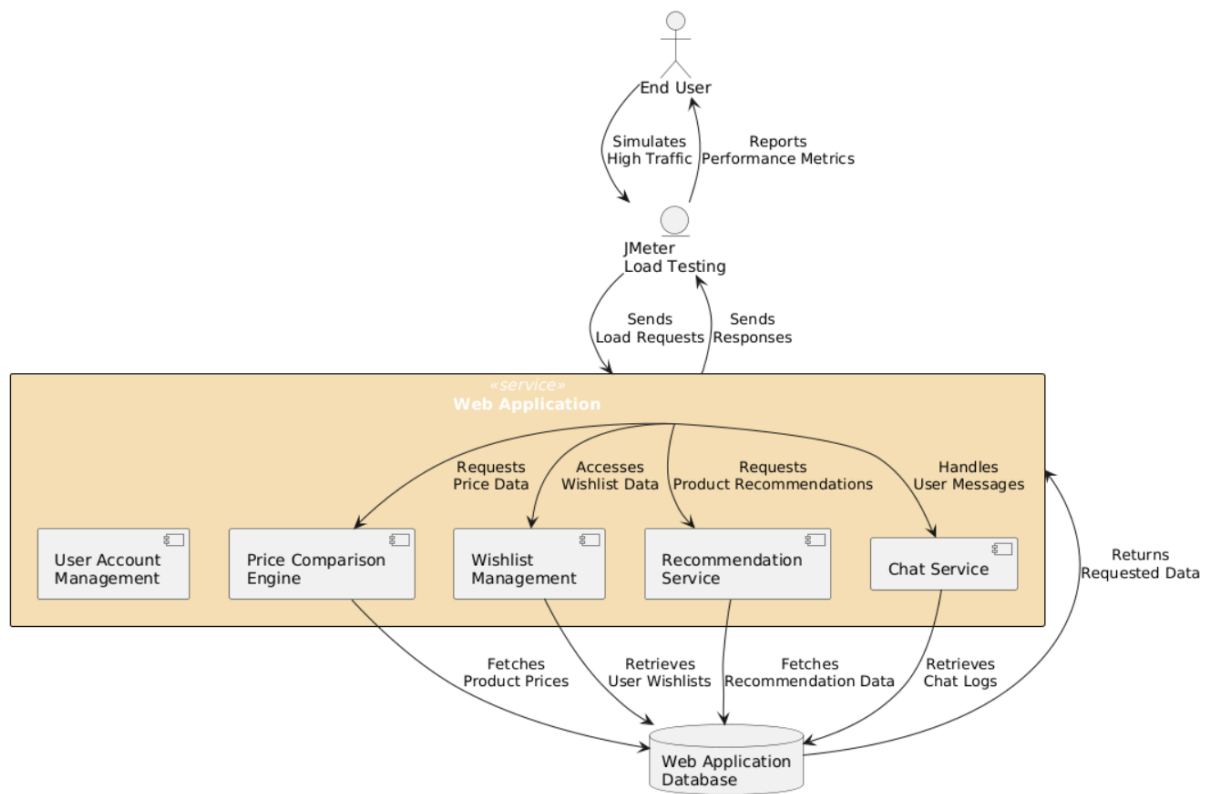 End User
Simulates
High Traffic
Reports
Performance Metrics
JMeter
Load Testing
Sends
Load Requests
Sends
Responses
«service»
Web Application
Requests
Price Data
Accesses
Wishlist Data
Requests
Product Recommendations
Handles
User Messages
User Account
Management
Price Comparison
Engine
Wishlist
Management
Recommendation
Service
Chat Service
Returns
Requested Data
Fetches
Product Prices
Retrieves
User Wishlists
Fetches
Recommendation Data
Retrieves
Chat Logs
Web Application
Database